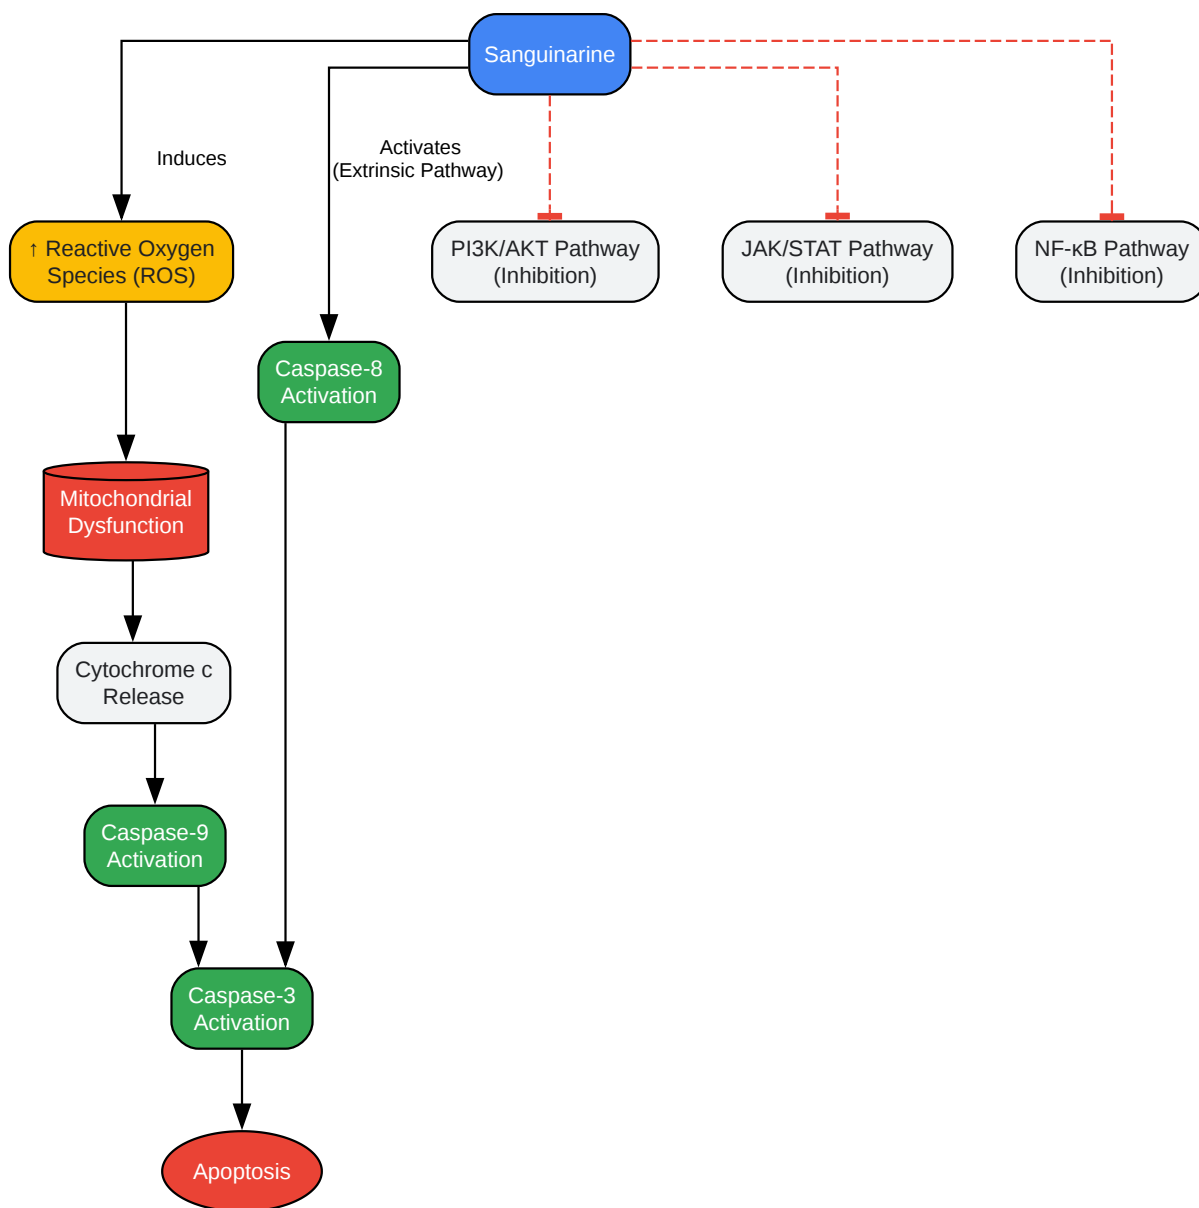 Sanguinarine
Induces
Activates
(Extrinsic Pathway)
↑ Reactive Oxygen
Species (ROS)
PI3K/AKT Pathway
(Inhibition)
JAK/STAT Pathway
(Inhibition)
NF-κB Pathway
(Inhibition)
Caspase-8
Activation
Mitochondrial
Dysfunction
Cytochrome c
Release
Caspase-9
Activation
Caspase-3
Activation
Apoptosis